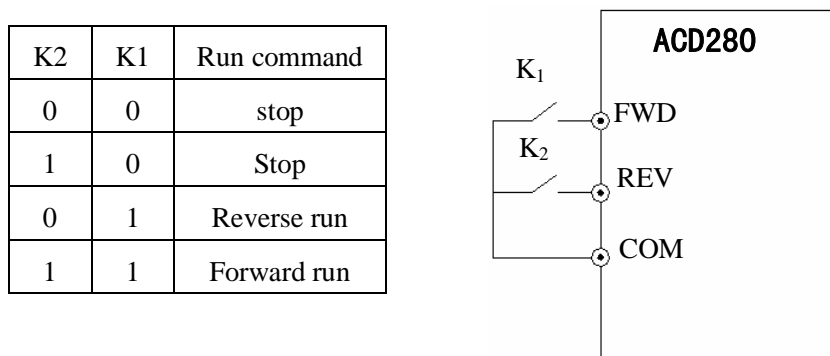 K2 K1 Run command
0 0 stop
1 0 Stop
0 1 Reverse run
1 1 Forward run
ACD280
K1
FWD
K2
REV
COM